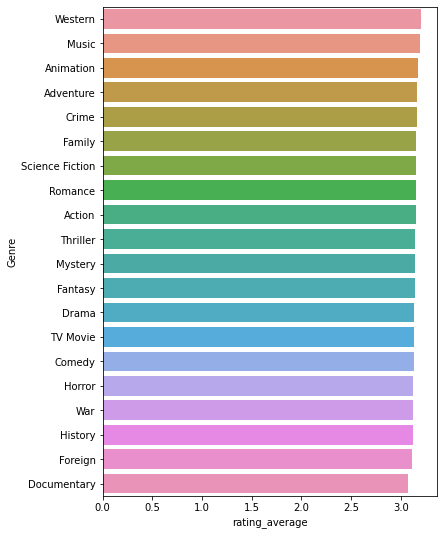 Western
Music
Animation
Adventure
Crime
Family
Science Fiction
Romance
Action
Thriller
Mystery
Fantasy
Drama
TV Movie
Comedy
Horror
War
History
Foreign
Documentary
Genre
0.0 0.5 1.0 1.5 2.0 2.5 3.0
rating_average